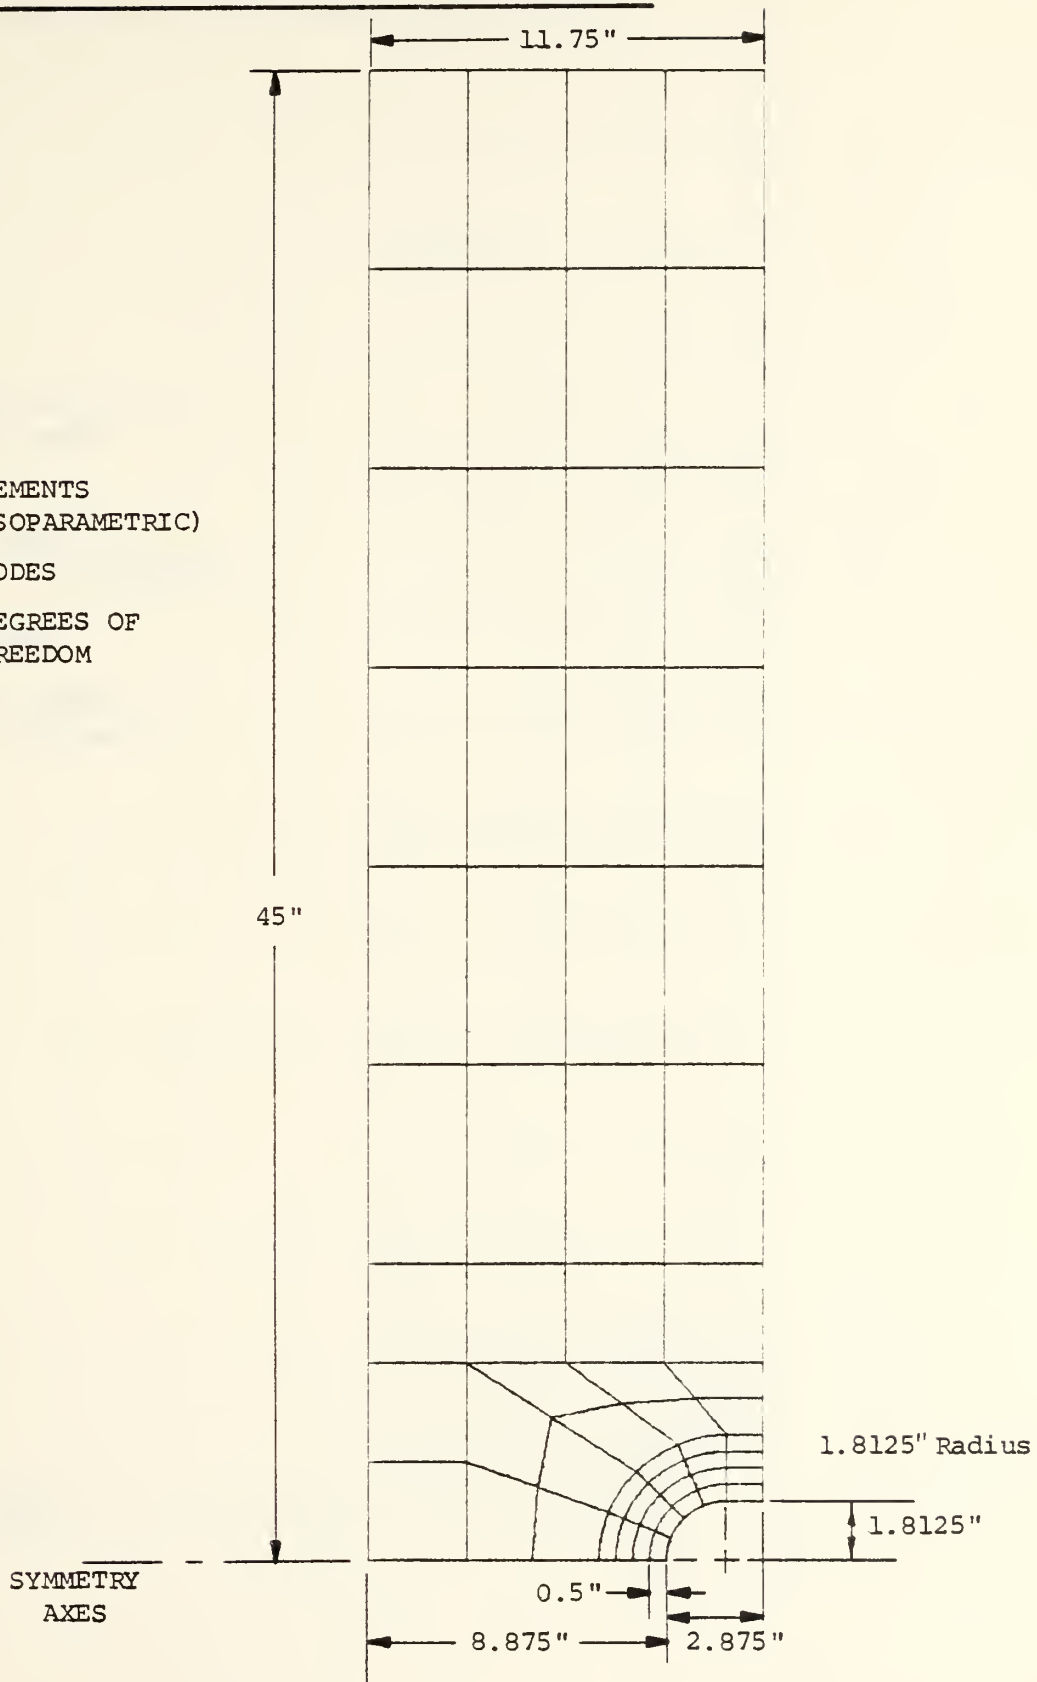 11.75"
EMENTS
SOPARAMETRIC)
ODES
EGREES OF
REEDOM
45"
1.8125" Radius
1.8125"
SYMMETRY
AXES
0.5"
8.875"
2.875"